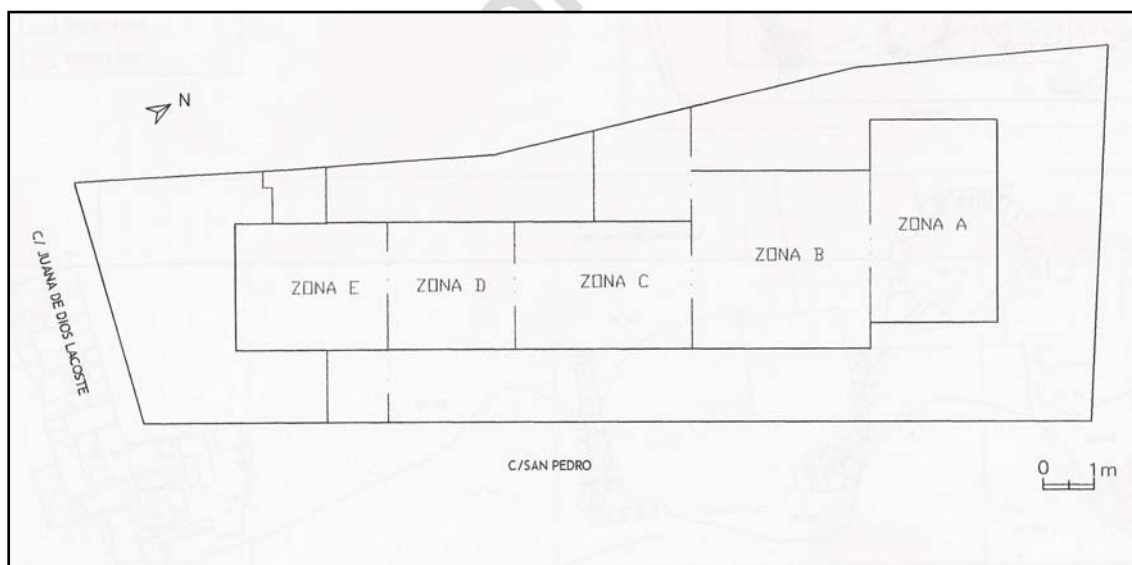 N
ZONA A
ZONA B
ZONA C
ZONA D
ZONA E
C/ JUANA DE DIOS LACOSTE
C/SAN PEDRO
0 1m